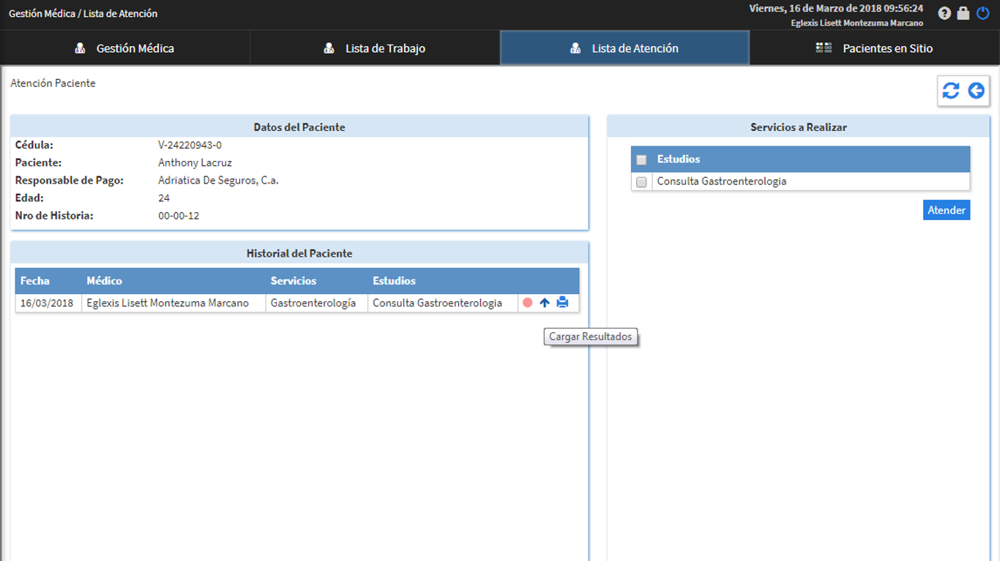 Gestión Médica / Lista de Atención
Viernes, 16 de Marzo de 2018 09:56:24
Eglexis Lisett Montezuma Marcano
Gestión Médica
Lista de Trabajo
Lista de Atención
Pacientes en Sitio
Atención Paciente
Datos del Paciente
Cédula: V-24220943-0
Paciente: Anthony Lacruz
Responsable de Pago: Adriatica De Seguros, C.a.
Edad: 24
Nro de Historia: 00-00-12
Historial del Paciente
Fecha Médico Servicios Estudios
16/03/2018 Eglexis Lisett Montezuma Marcano Gastroenterología Consulta Gastroenterologia
Cargar Resultados
Servicios a Realizar
Estudios
Consulta Gastroenterologia
Atender